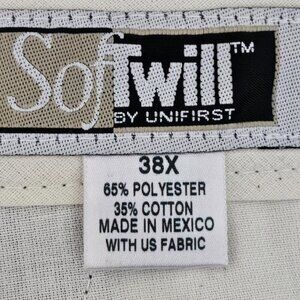 SofTwill™
BY UNIFIRST
38X
65% POLYESTER
35% COTTON
MADE IN MEXICO
WITH US FABRIC